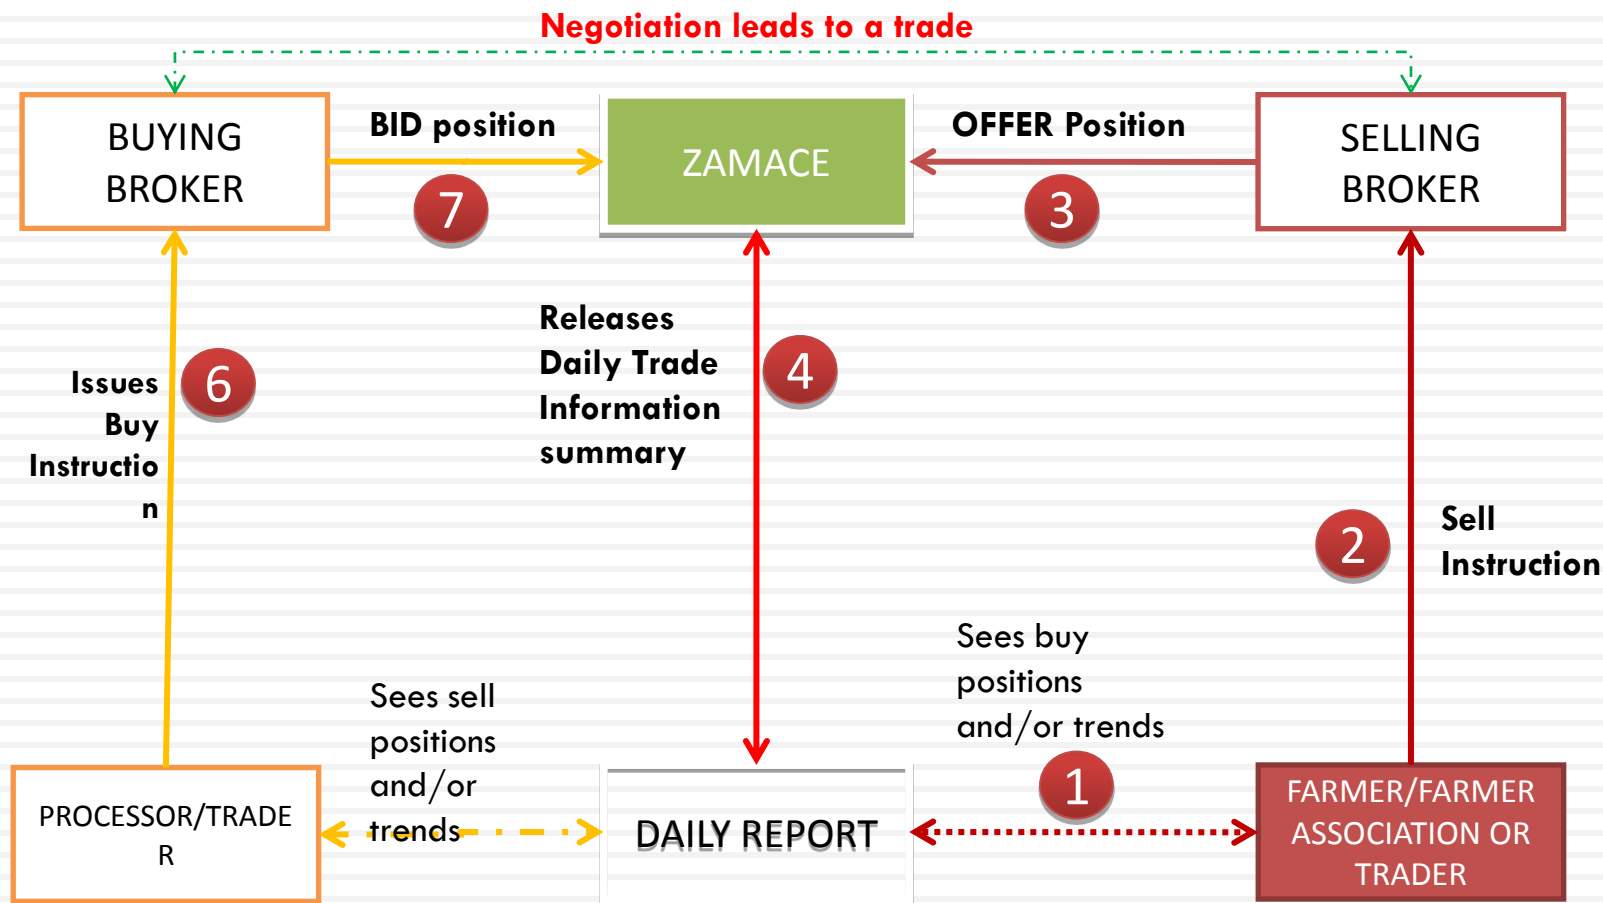 Negotiation leads to a trade
BUYING
BROKER
BID position
7
ZAMACE
OFFER Position
3
SELLING
BROKER
Issues
Buy
Instructio
n
6
Releases
Daily Trade
Information
summary
4
2
Sell
Instruction
Sees sell
positions
and/or
trends
Sees buy
positions
and/or trends
1
PROCESSOR/TRADE
R
DAILY REPORT
FARMER/FARMER
ASSOCIATION OR
TRADER